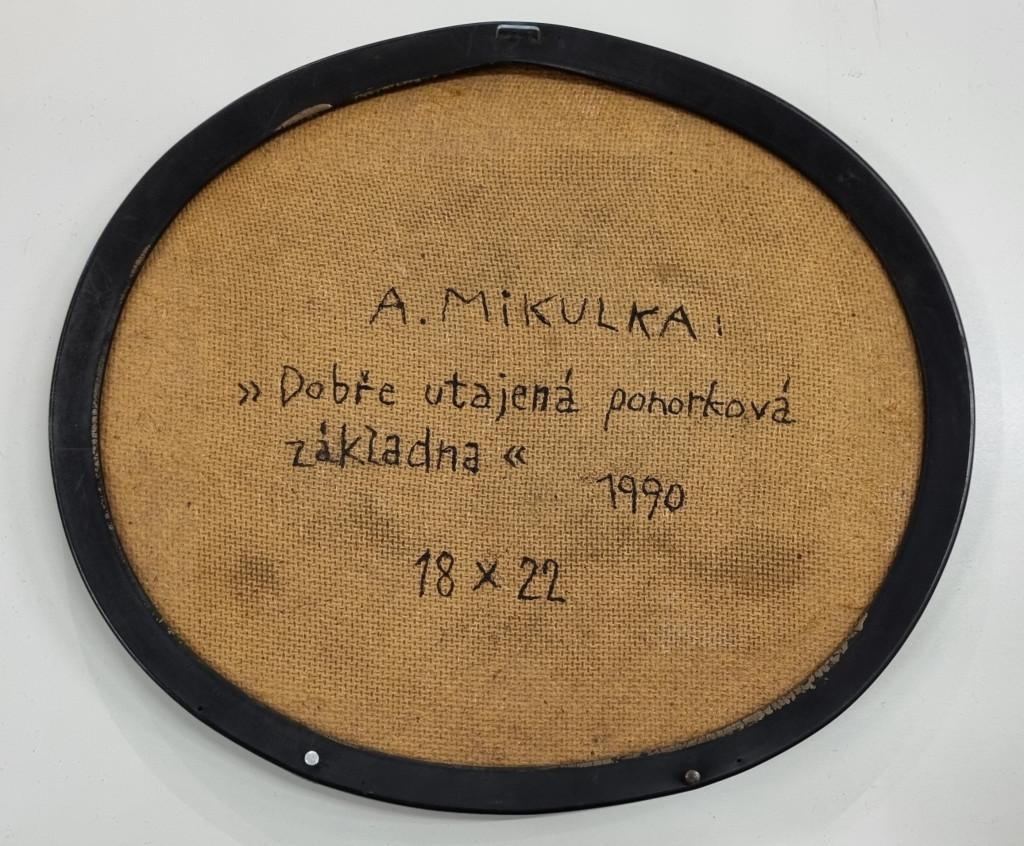 A. MiKULKA:
»Dobře utajená ponorková
základna«
1990
18 x 22